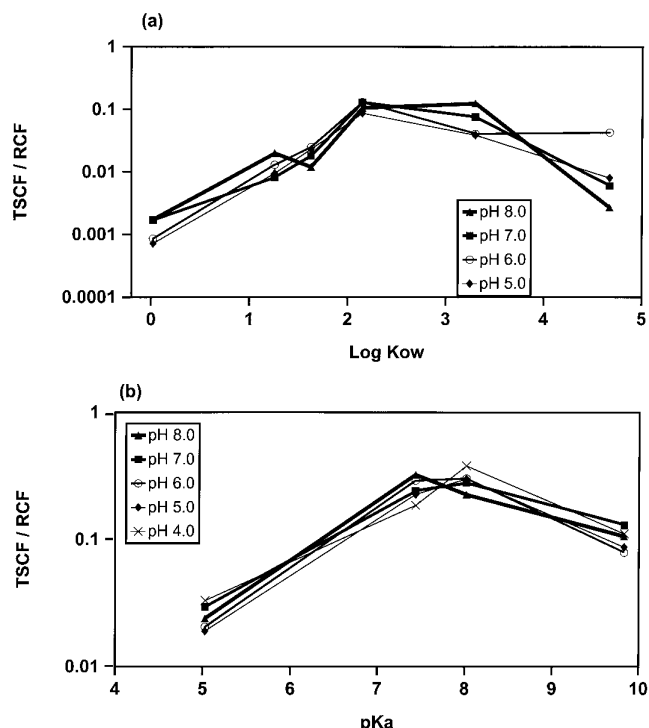 (a)
1
0.1
0.01
0.001
0.0001
TSCF / RCF
pH 8.0
pH 7.0
pH 6.0
pH 5.0
0 1 2 3 4 5
Log Kow
(b)
1
0.1
0.01
TSCF / RCF
pH 8.0
pH 7.0
pH 6.0
pH 5.0
pH 4.0
4 5 6 7 8 9 10
pKa